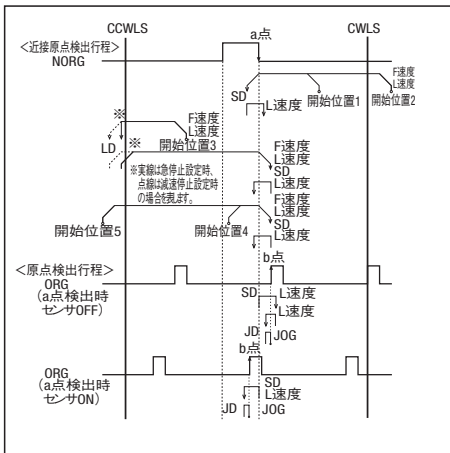 CCWLS
CWLS
a点
<近接原点検出行程>
NORG
F速度
SD
L速度
L速度
開始位置1
開始位置2
※
F速度
L速度
LD
※
開始位置3
F速度
L速度
SD
※実線は急停止設定時、
点線は減速停止設定時
の場合を表します。
L速度
F速度
L速度
SD
開始位置5
開始位置4
L速度
<原点検出行程>
b点
ORG
(a点検出時
センサOFF)
SD
L速度
L速度
JD
JOG
b点
ORG
(a点検出時
センサON)
SD
L速度
JD
JOG